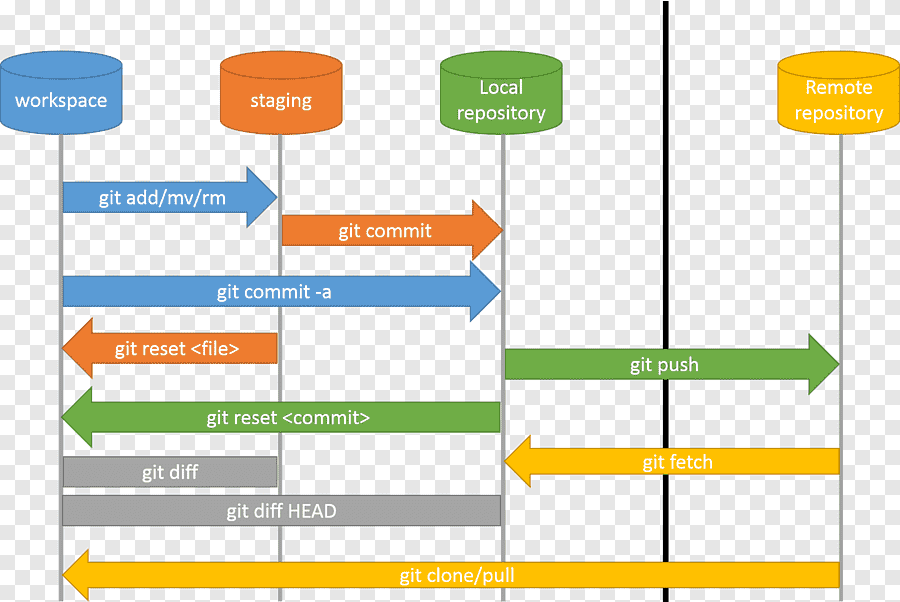 workspace
staging
Local
repository
Remote
repository
git add/mv/rm
git commit
git commit -a
git reset <file>
git push
git reset <commit>
git fetch
git diff
git diff HEAD
git clone/pull